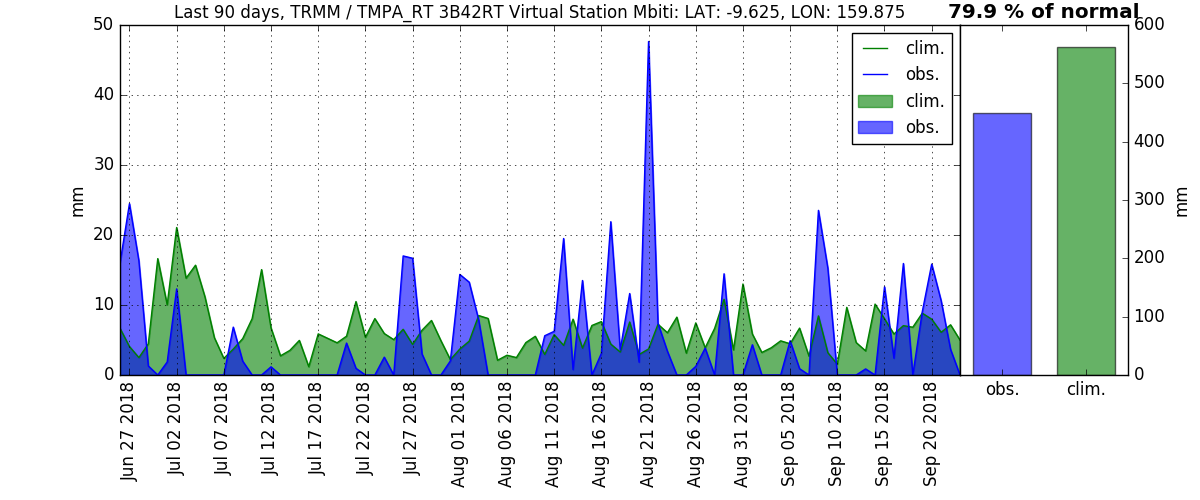 Last 90 days, TRMM / TMPA_RT 3B42RT Virtual Station Mbiti: LAT: -9.625, LON: 159.875
79.9 % of normal
50
40
30
20
10
0
mm
clim.
obs.
clim.
obs.
600
500
400
300
200
100
0
mm
obs.
clim.
Jun 27 2018
Jul 02 2018
Jul 07 2018
Jul 12 2018
Jul 17 2018
Jul 22 2018
Jul 27 2018
Aug 01 2018
Aug 06 2018
Aug 11 2018
Aug 16 2018
Aug 21 2018
Aug 26 2018
Aug 31 2018
Sep 05 2018
Sep 10 2018
Sep 15 2018
Sep 20 2018